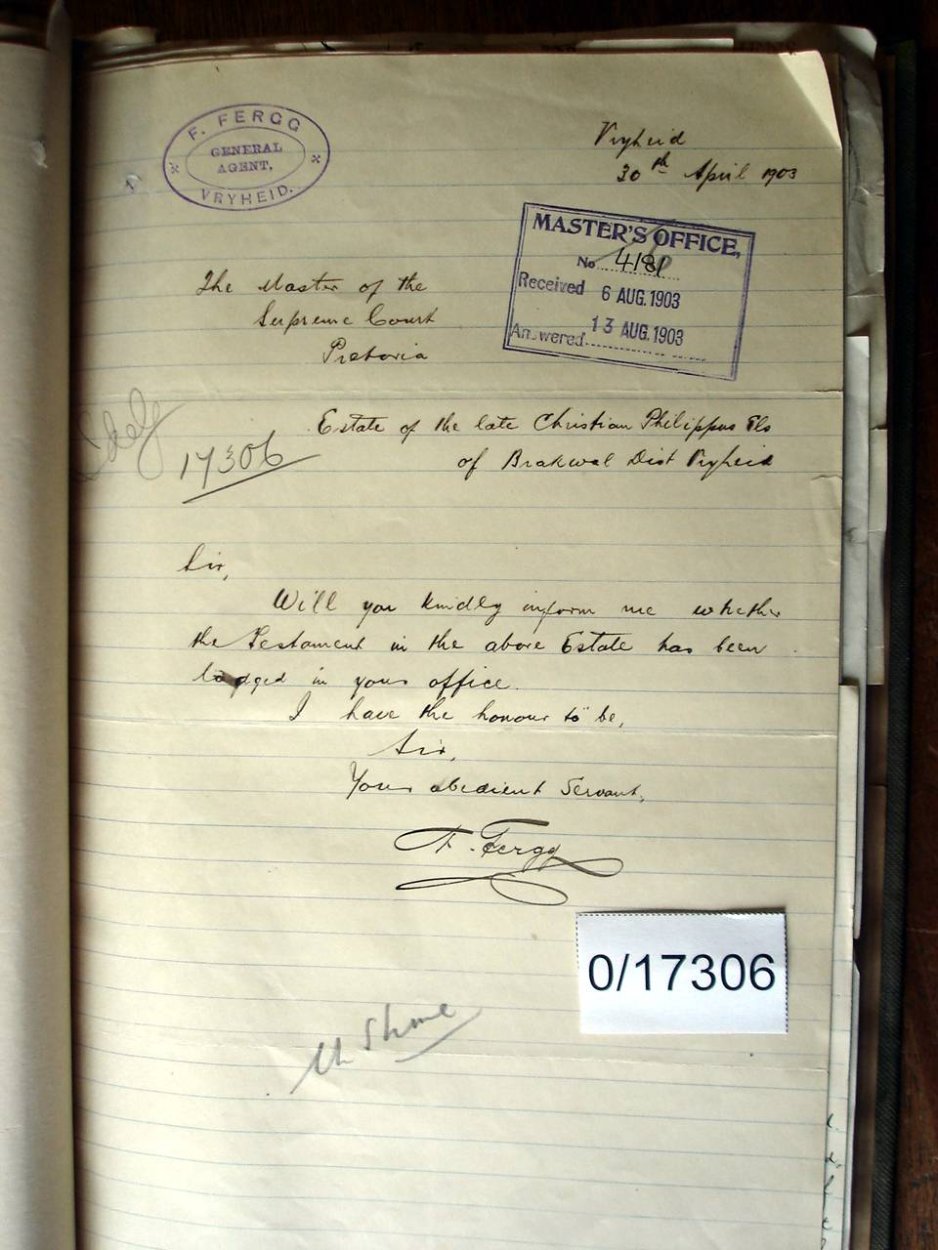 F. FERGG
GENERAL
AGENT.
VRYHEID.
Vryheid
30th April 1903
MASTER'S OFFICE,
No 4181
Received 6 AUG. 1903
Answered 13 AUG. 1903
The Master of the
Supreme Court
Pretoria
17306
Estate of the late Christian Philippus Els
of Brakwal Dist Vryheid
Sir,
Will you kindly inform me whether
the Testament in the above Estate has been
lodged in your office.
I have the honour to be,
Sir,
Your obedient Servant,
F. Fergg
0/17306